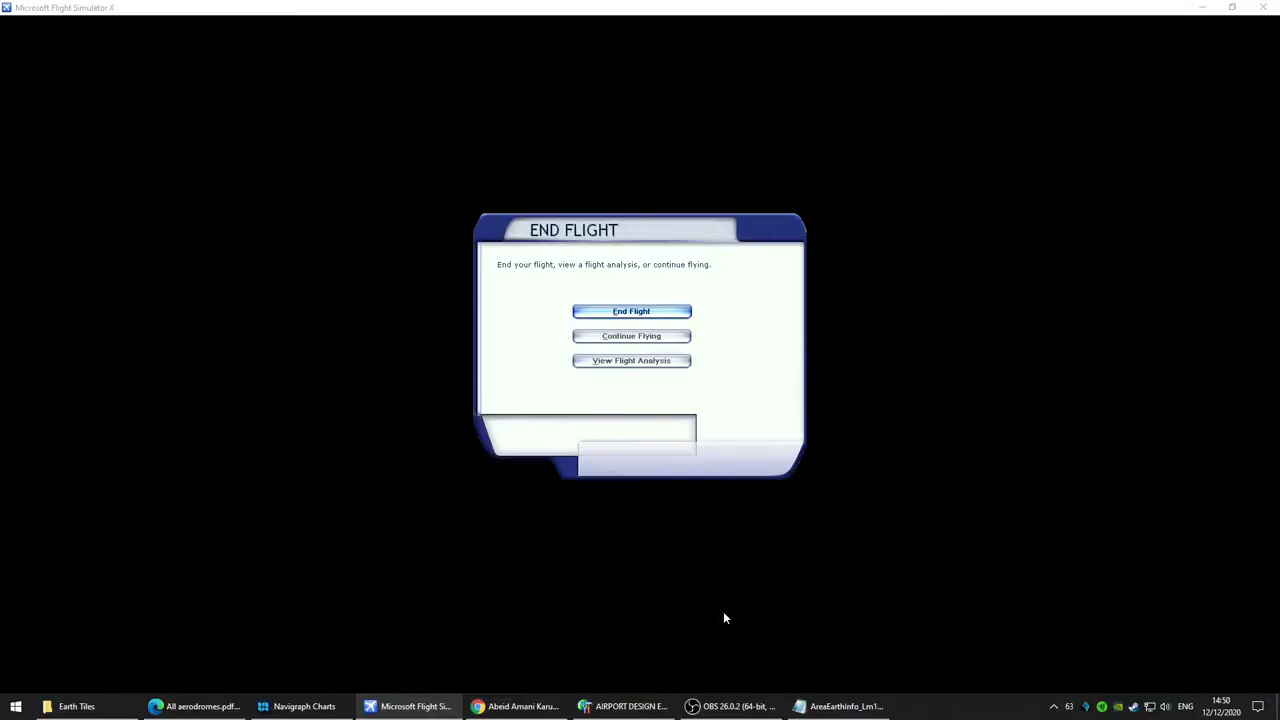 Microsoft Flight Simulator X
END FLIGHT
End your flight, view a flight analysis, or continue flying.
End Flight
Continue Flying
View Flight Analysis
Earth Tiles
All aerodromes.pdf...
Navigraph Charts
Microsoft Flight Si...
Abeid Amani Karu...
AIRPORT DESIGN E...
OBS 26.0.2 (64-bit, ...
AreaEarthInfo_Lm1...
63
ENG
14:50
12/12/2020